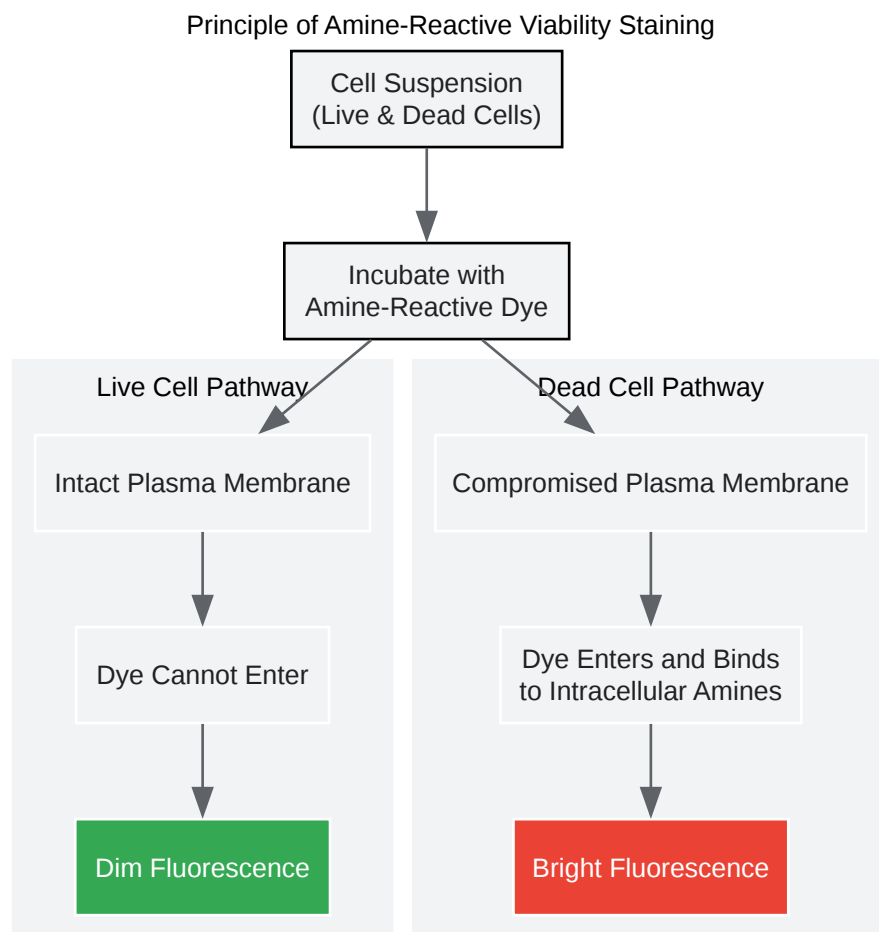 Principle of Amine-Reactive Viability Staining
Cell Suspension
(Live & Dead Cells)
Incubate with
Amine-Reactive Dye
Live Cell Pathway
Intact Plasma Membrane
Dye Cannot Enter
Dim Fluorescence
Dead Cell Pathway
Compromised Plasma Membrane
Dye Enters and Binds
to Intracellular Amines
Bright Fluorescence